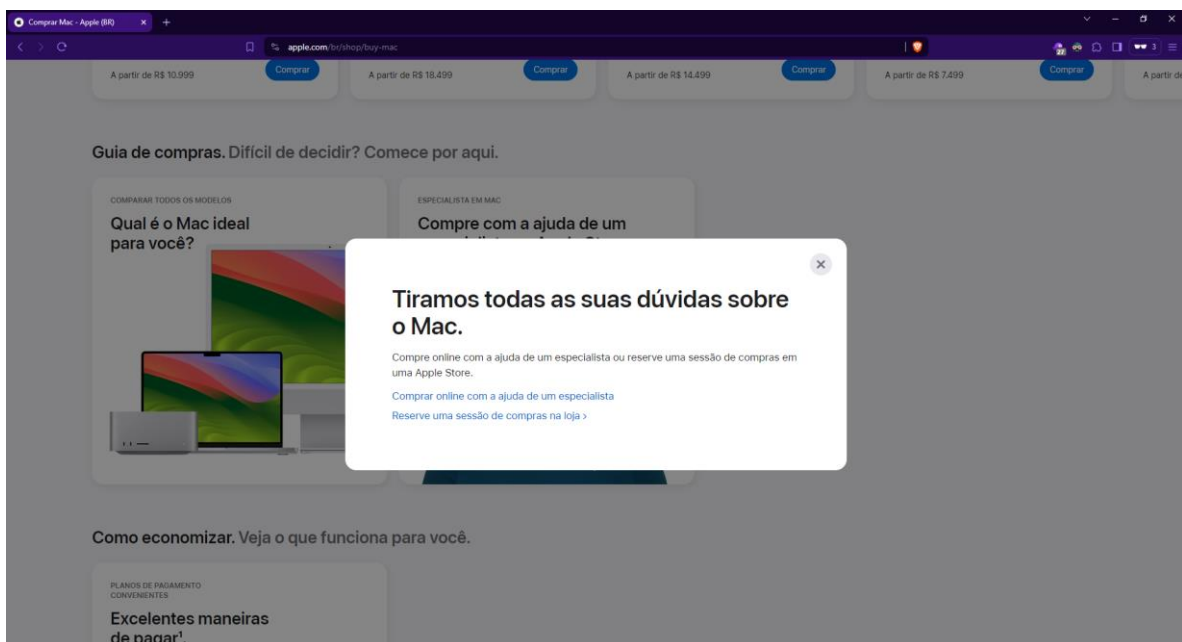 Comprar Mac - Apple (BR)
apple.com/br/shop/buy-mac
27
3
A partir de R$ 10.999
Comprar
A partir de R$ 18.499
Comprar
A partir de R$ 14.499
Comprar
A partir de R$ 7.499
Comprar
A partir de
Guia de compras. Difícil de decidir? Comece por aqui.
COMPARAR TODOS OS MODELOS
Qual é o Mac ideal
para você?
ESPECIALISTA EM MAC
Compre com a ajuda de um
Tiramos todas as suas dúvidas sobre
o Mac.
Compre online com a ajuda de um especialista ou reserve uma sessão de compras em
uma Apple Store.
Comprar online com a ajuda de um especialista
Reserve uma sessão de compras na loja >
Como economizar. Veja o que funciona para você.
PLANOS DE PAGAMENTO
CONVENIENTES
Excelentes maneiras
de pagar¹.